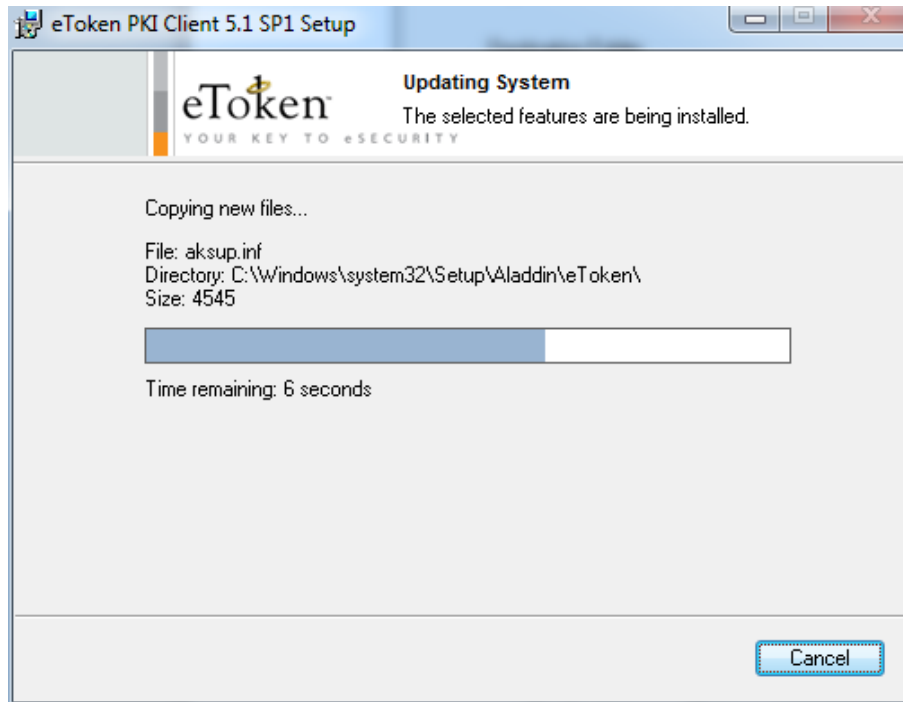 eToken PKI Client 5.1 SP1 Setup
eToken
YOUR KEY TO eSECURITY
Updating System
The selected features are being installed.
Copying new files...
File: aksup.inf
Directory: C:\Windows\system32\Setup\Aladdin\eToken\
Size: 4545
Time remaining: 6 seconds
Cancel